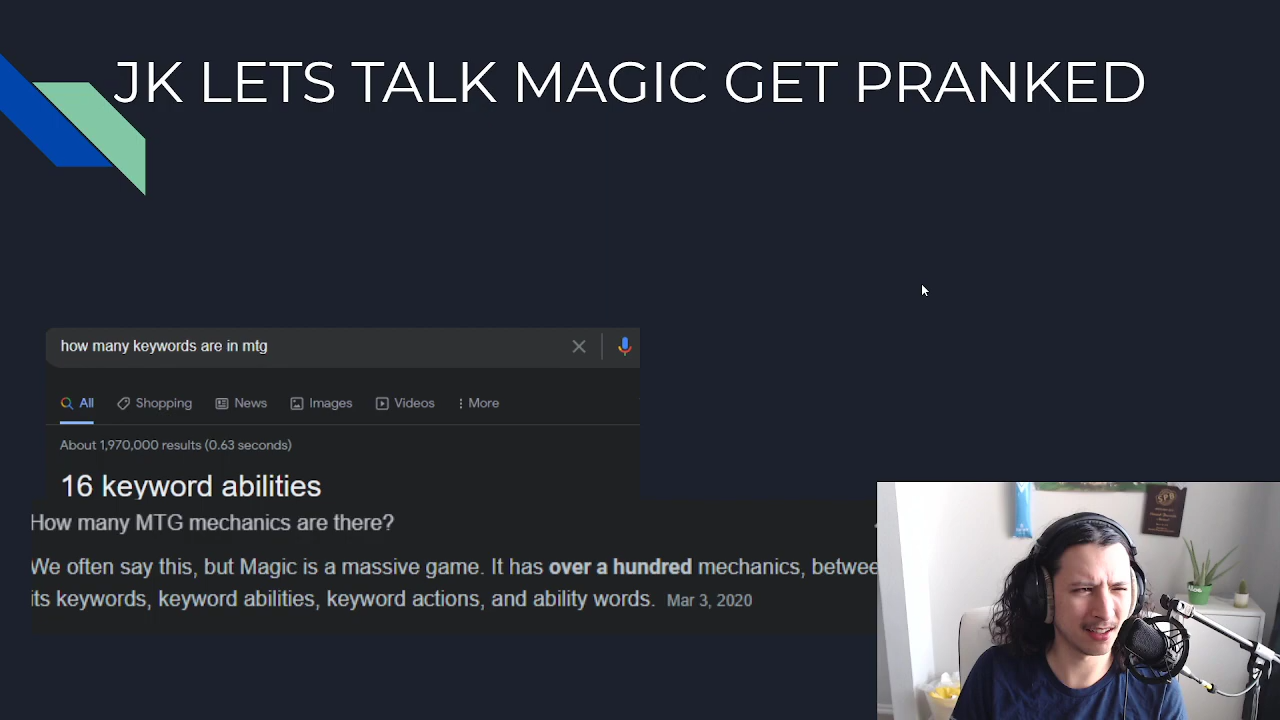 JK LETS TALK MAGIC GET PRANKED
how many keywords are in mtg
All Shopping News Images Videos More
About 1,970,000 results (0.63 seconds)
16 keyword abilities
How many MTG mechanics are there?
We often say this, but Magic is a massive game. It has over a hundred mechanics, betwee
its keywords, keyword abilities, keyword actions, and ability words. Mar 3, 2020